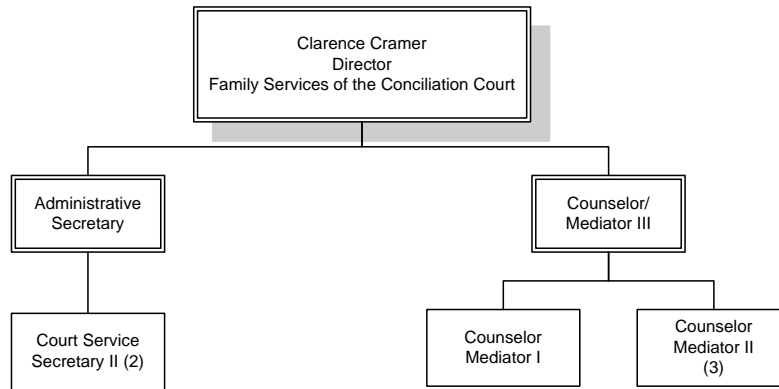 Clarence Cramer
Director
Family Services of the Conciliation Court
Administrative
Secretary
Counselor/
Mediator III
Court Service
Secretary II (2)
Counselor
Mediator I
Counselor
Mediator II
(3)